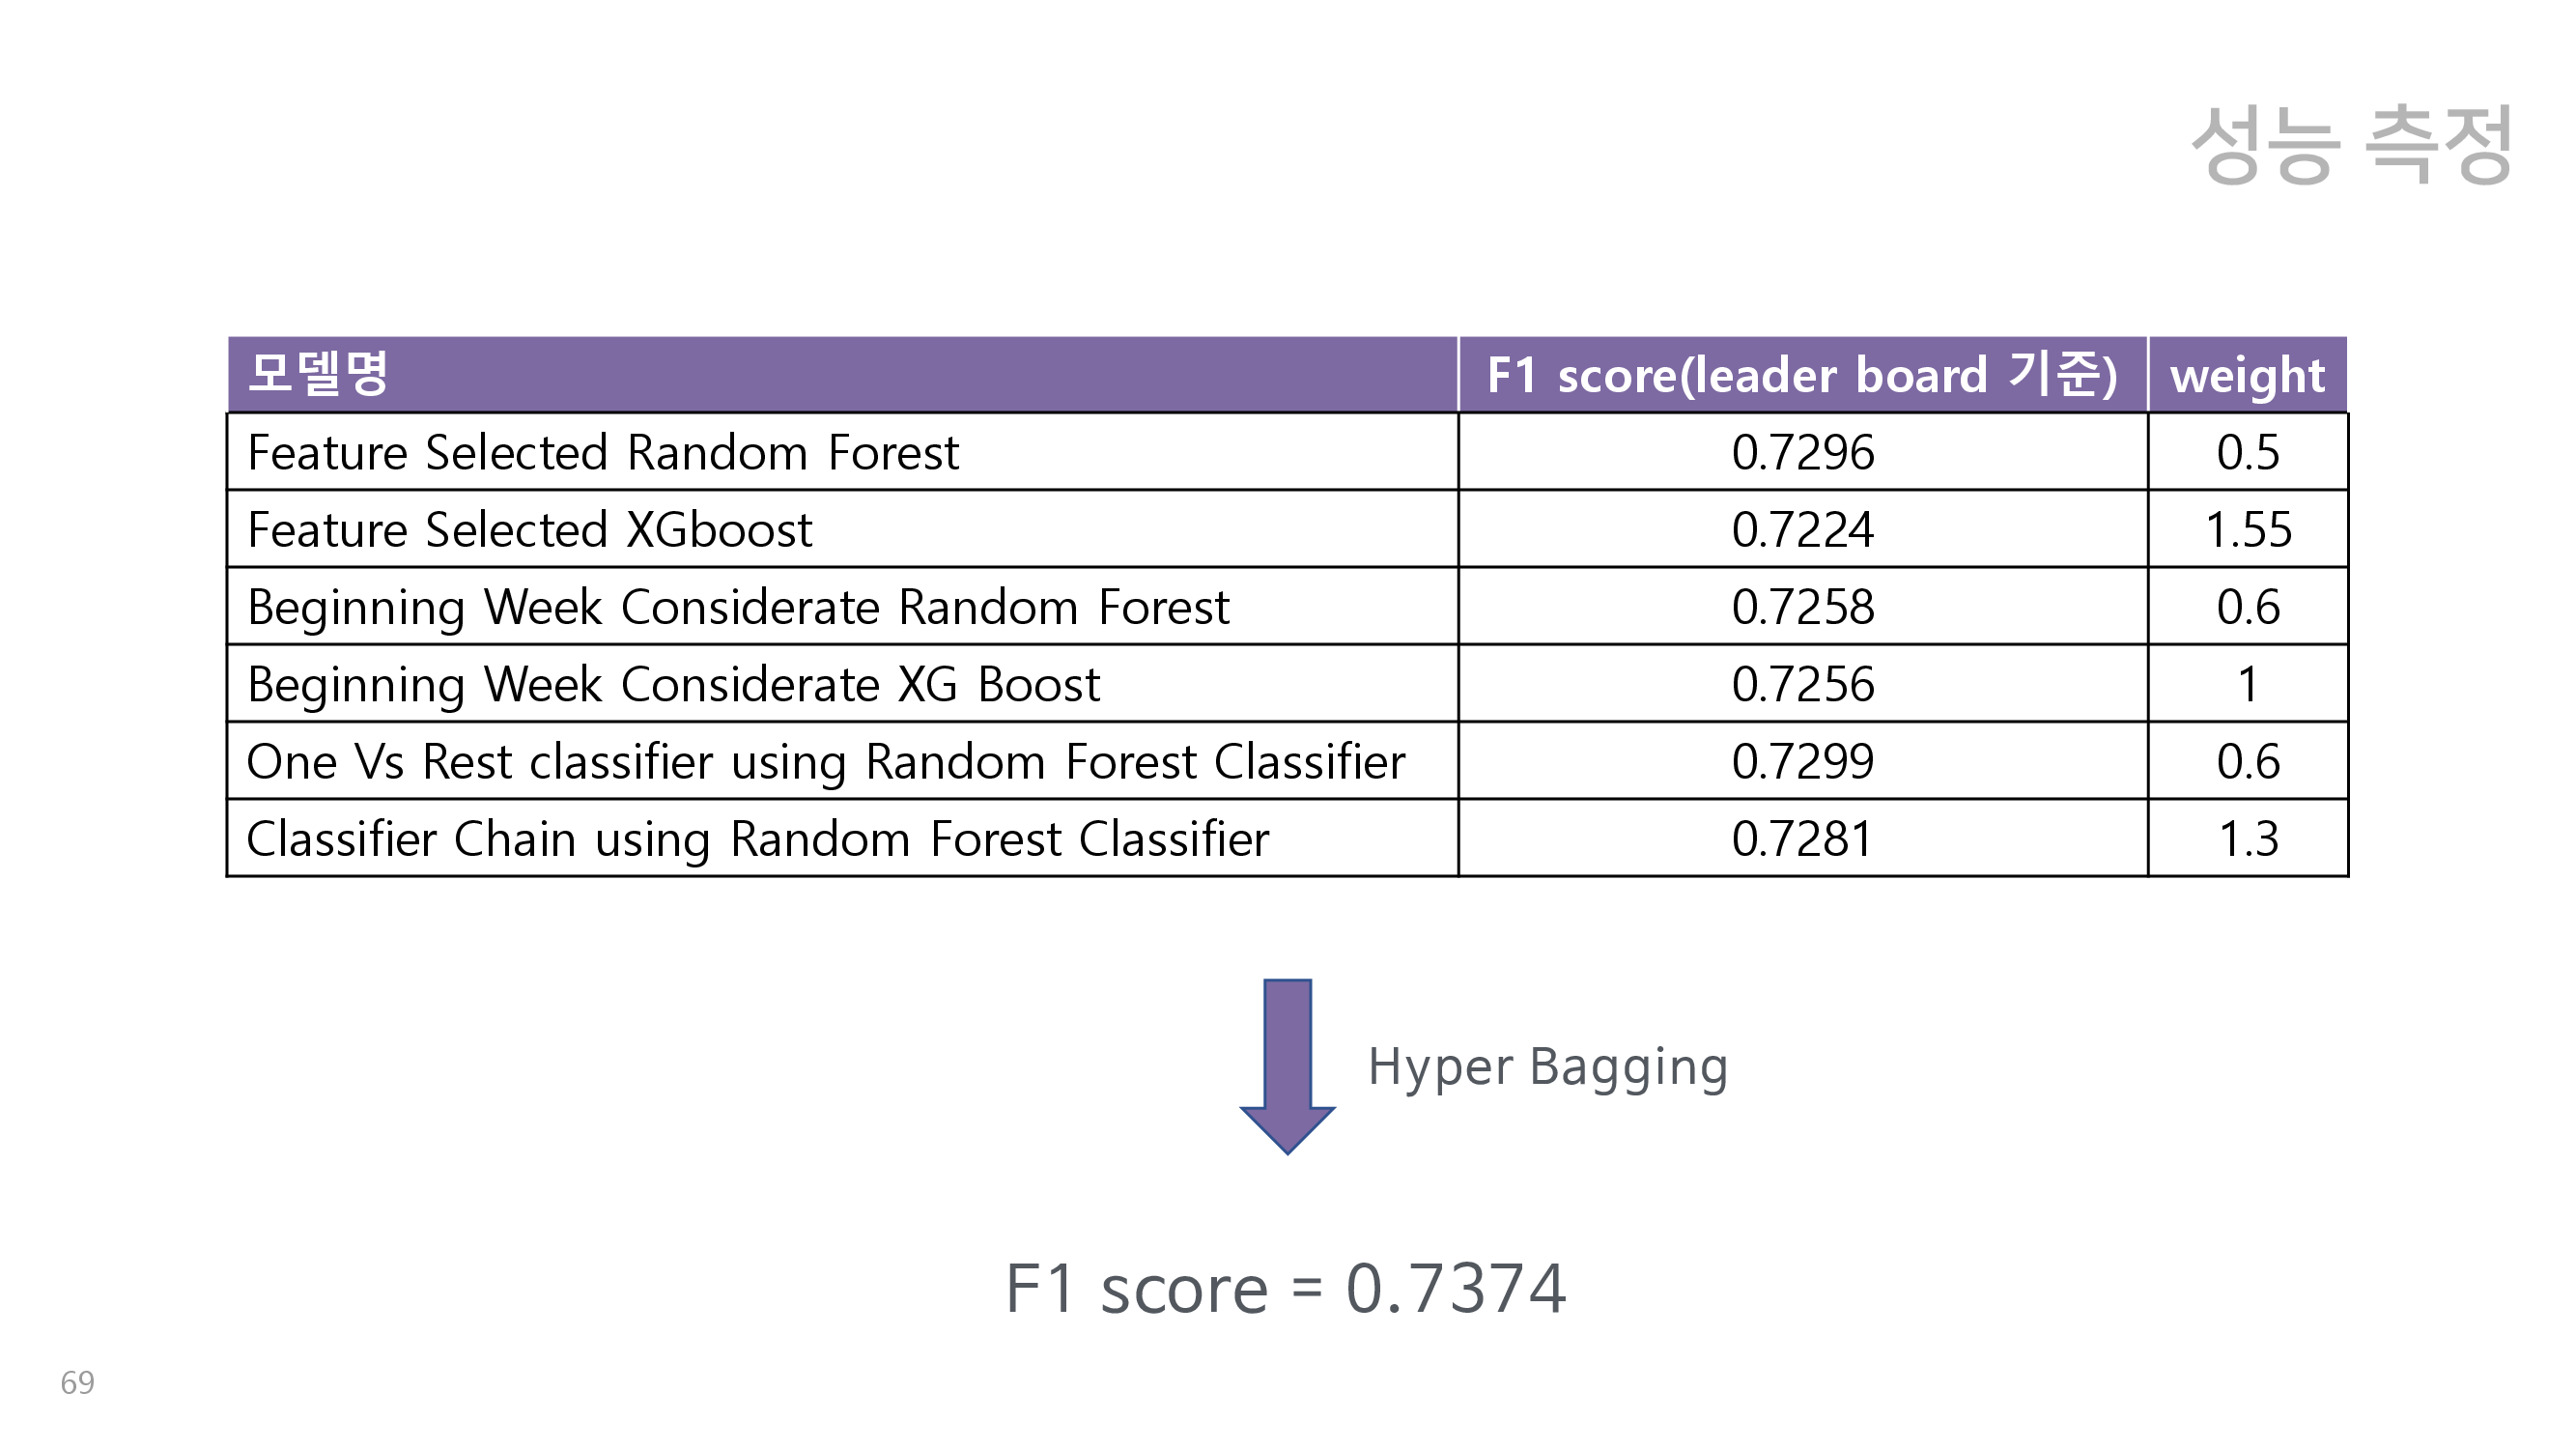 성능 측정
모델명 F1 score(leader board 기준) weight
Feature Selected Random Forest 0.7296 0.5
Feature Selected XGboost 0.7224 1.55
Beginning Week Considerate Random Forest 0.7258 0.6
Beginning Week Considerate XG Boost 0.7256 1
One Vs Rest classifier using Random Forest Classifier 0.7299 0.6
Classifier Chain using Random Forest Classifier 0.7281 1.3
Hyper Bagging
F1 score = 0.7374
69